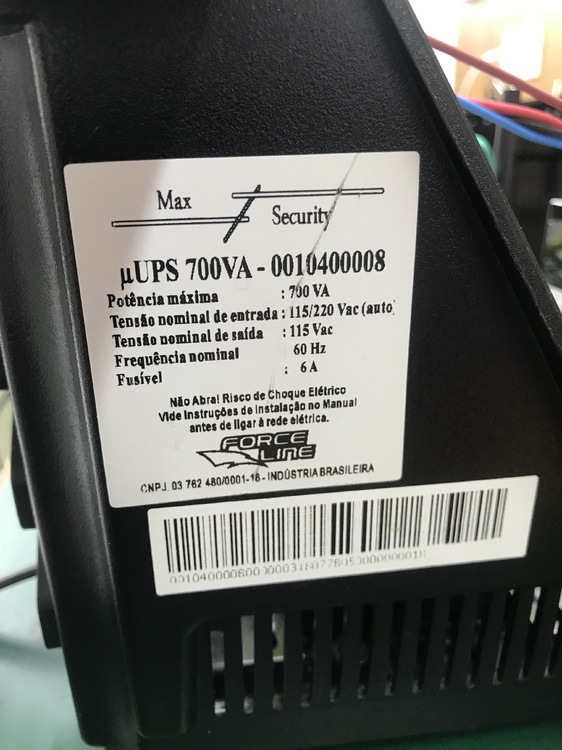 Max
Security
µUPS 700VA - 0010400008
Potência máxima : 700 VA
Tensão nominal de entrada : 115/220 Vac (auto)
Tensão nominal de saída : 115 Vac
Frequência nominal 60 Hz
Fusível : 6 A
Não Abra! Risco de Choque Elétrico
Vide Instruções de Instalação no Manual
antes de ligar à rede elétrica.
FORCE
LINE
CNPJ. 03 762 480/0001-16 - INDÚSTRIA BRASILEIRA